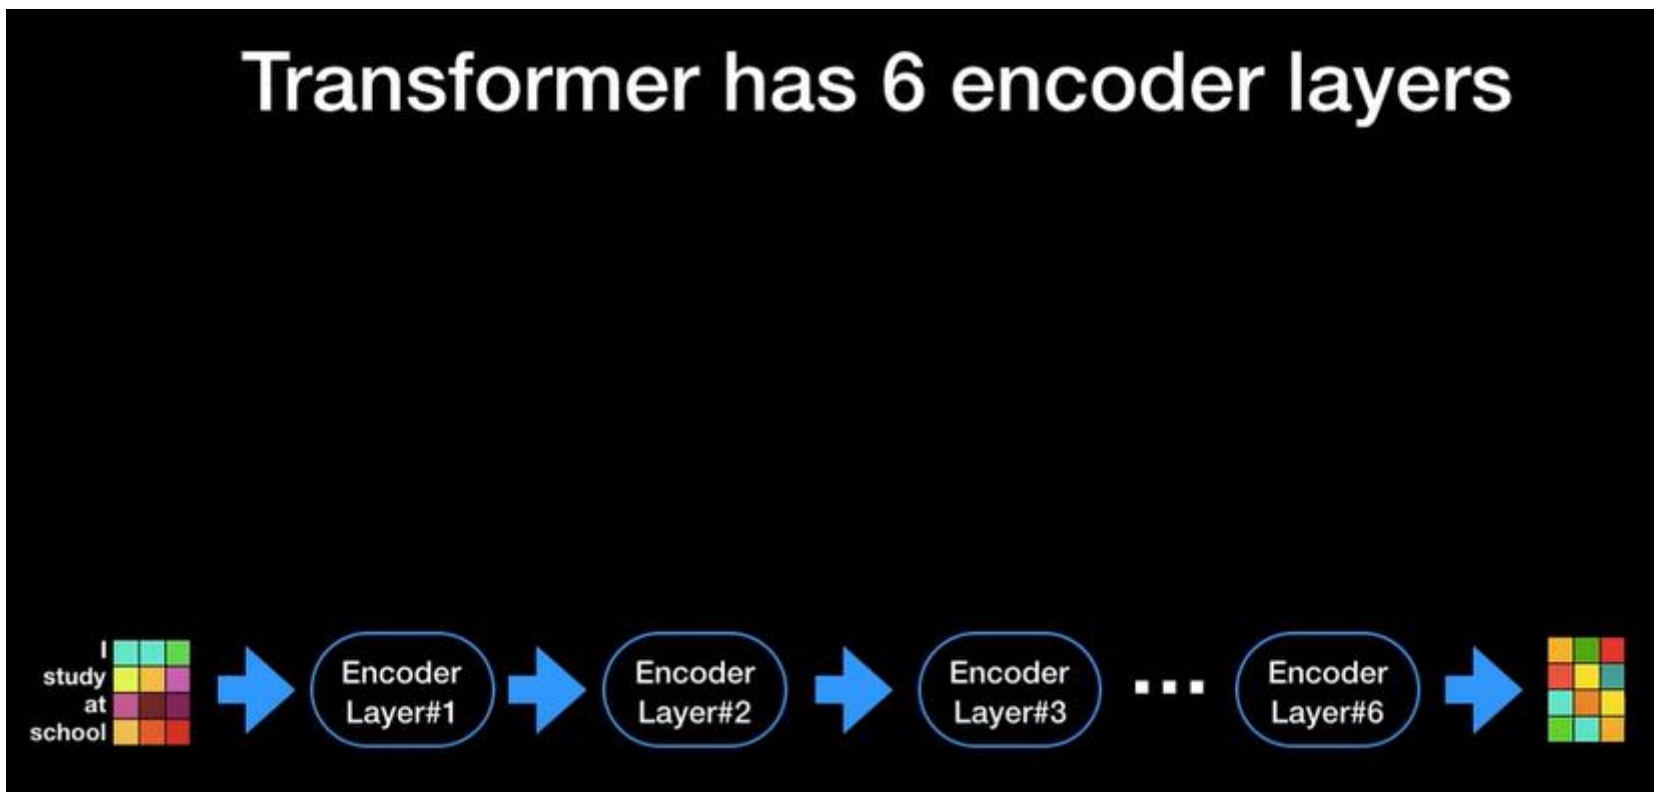 Transformer has 6 encoder layers
I
study
at
school
Encoder
Layer#1
Encoder
Layer#2
Encoder
Layer#3
...
Encoder
Layer#6